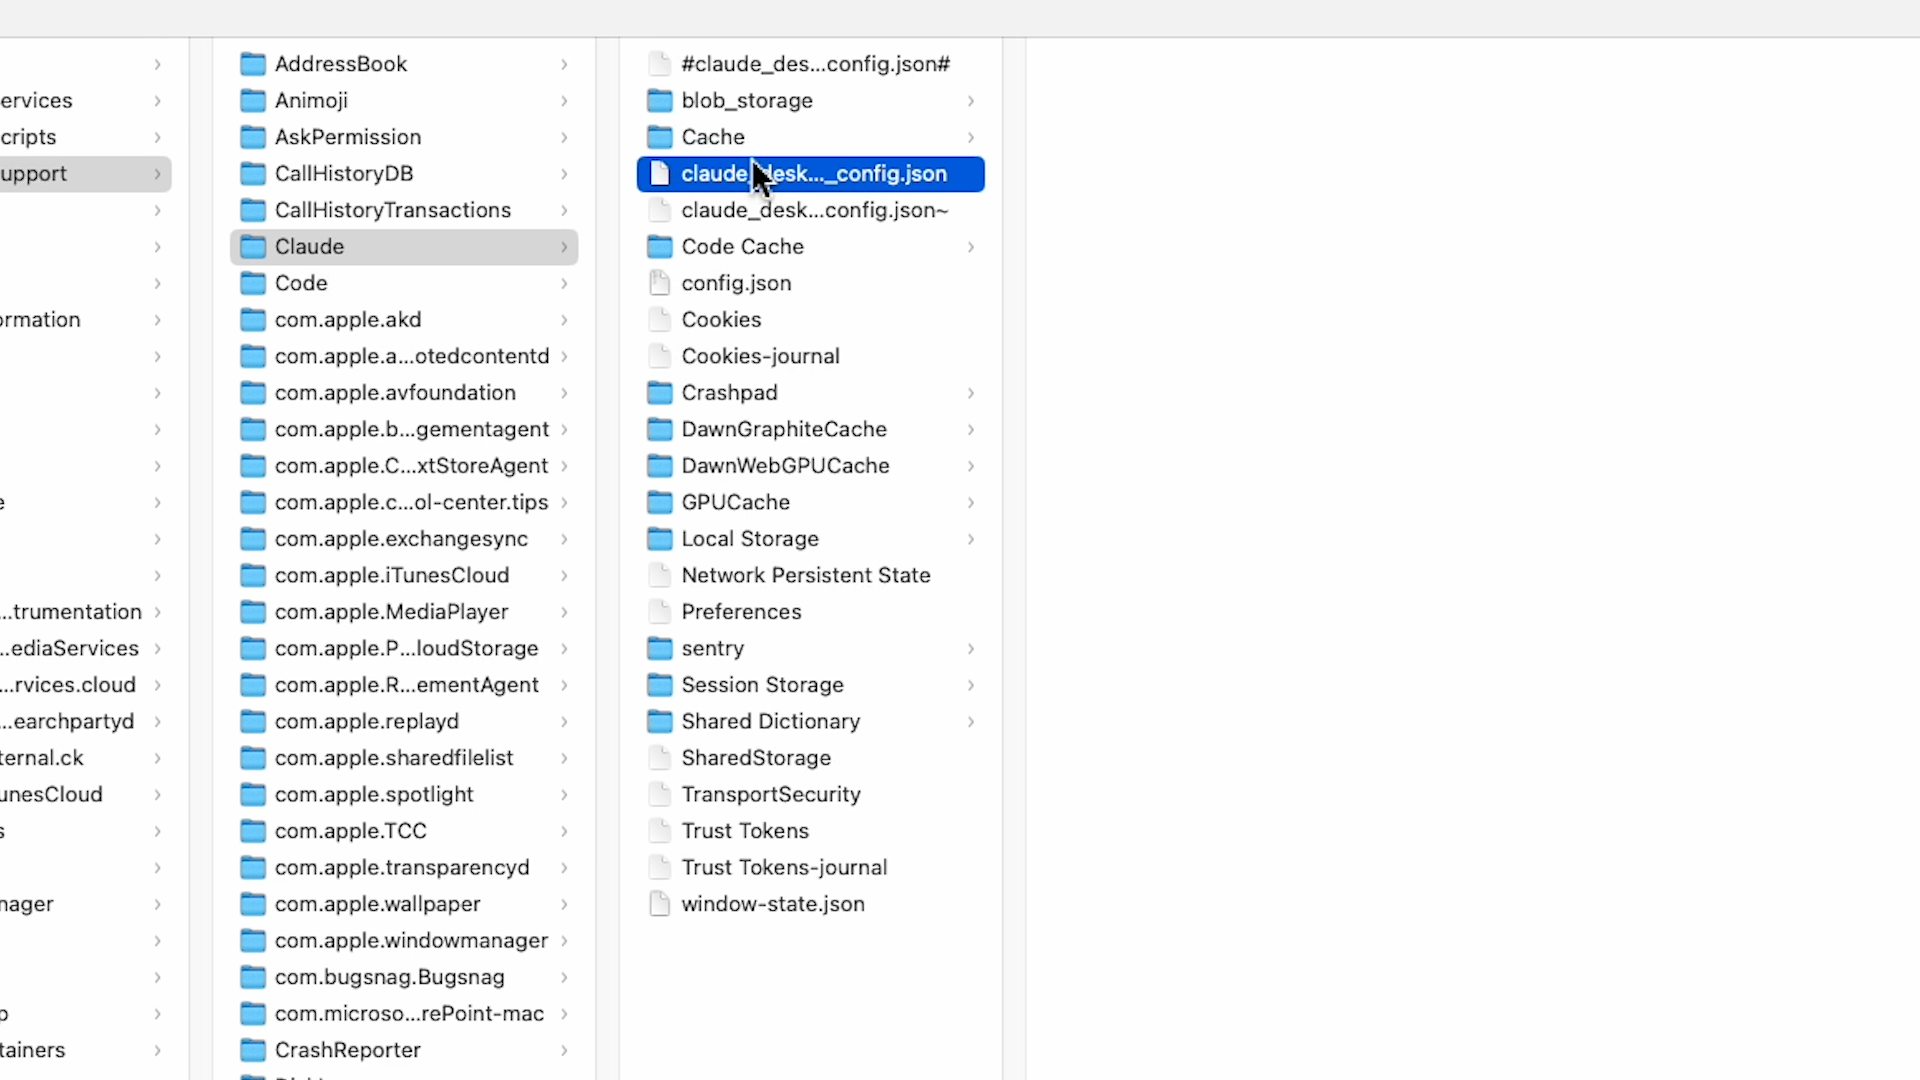 ervices
cripts
upport
ormation
e
...trumentation
..ediaServices
...rvices.cloud
...earchpartyd
ternal.ck
unesCloud
s
nager
p
tainers
AddressBook
Animoji
AskPermission
CallHistoryDB
CallHistoryTransactions
Claude
Code
com.apple.akd
com.apple.a...otedcontentd
com.apple.avfoundation
com.apple.b...gementagent
com.apple.C...xtStoreAgent
com.apple.c...ol-center.tips
com.apple.exchangesync
com.apple.iTunesCloud
com.apple.MediaPlayer
com.apple.P...loudStorage
com.apple.R...ementAgent
com.apple.replayd
com.apple.sharedfilelist
com.apple.spotlight
com.apple.TCC
com.apple.transparencyd
com.apple.wallpaper
com.apple.windowmanager
com.bugsnag.Bugsnag
com.microso...rePoint-mac
CrashReporter
#claude_des...config.json#
blob_storage
Cache
claude_desk..._config.json
claude_desk...config.json~
Code Cache
config.json
Cookies
Cookies-journal
Crashpad
DawnGraphiteCache
DawnWebGPUCache
GPUCache
Local Storage
Network Persistent State
Preferences
sentry
Session Storage
Shared Dictionary
SharedStorage
TransportSecurity
Trust Tokens
Trust Tokens-journal
window-state.json